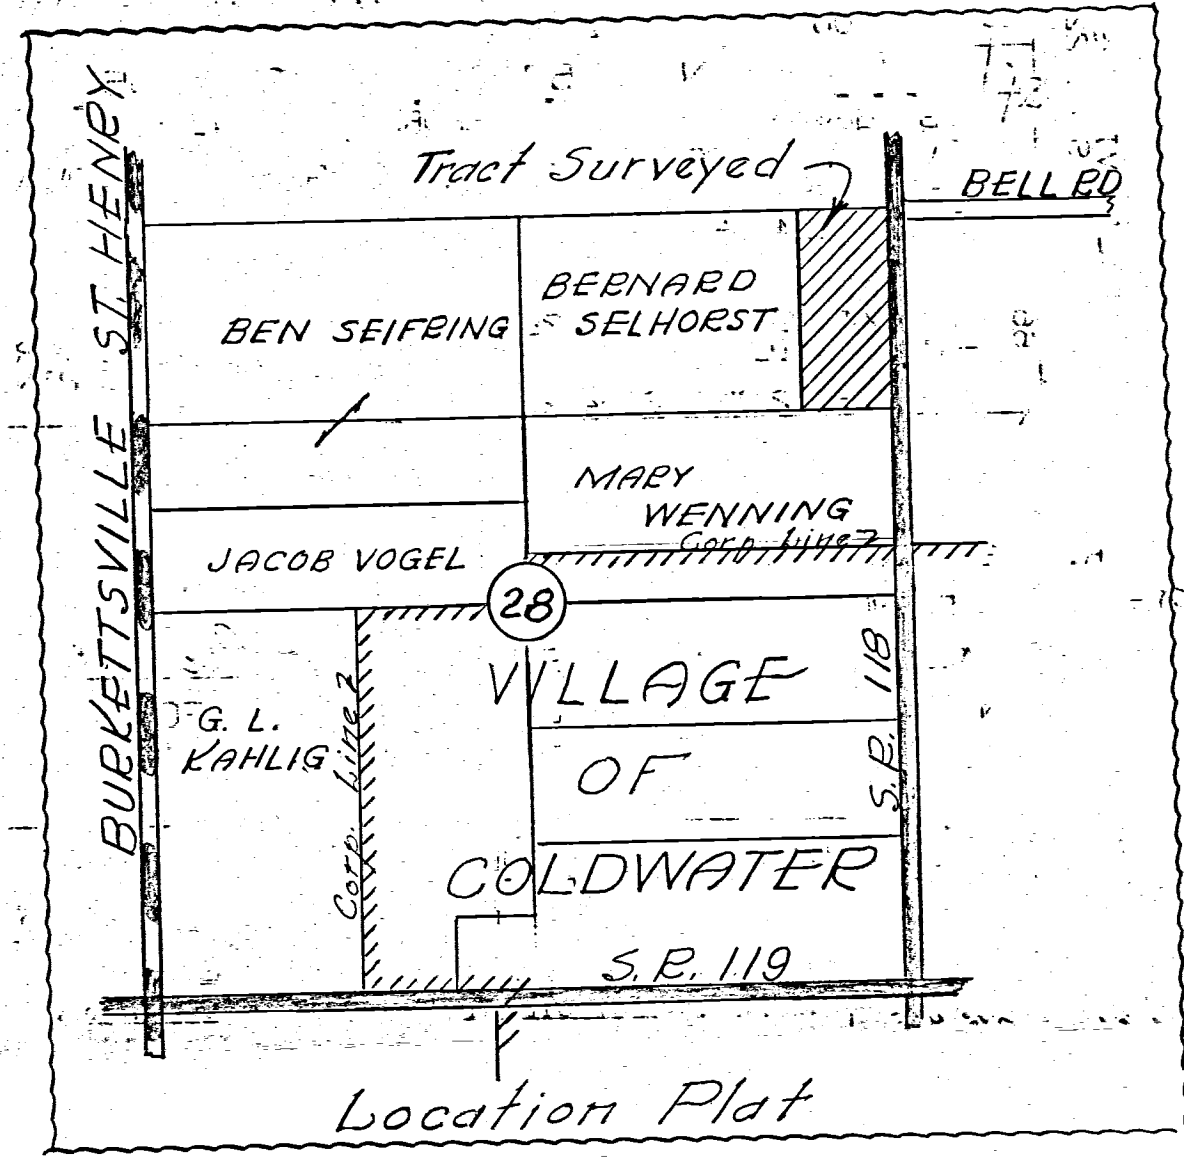 Tract Surveyed
BELL RD
BURKETTSVILLE ST. HENRY
BEN SEIFRING
BERNARD
SELHORST
MARY
WENNING
Corp Line
JACOB VOGEL
28
VILLAGE
OF
COLDWATER
S.R. 118
G. L.
KAHLIG
Corp. Line
S.R. 119
Location Plat